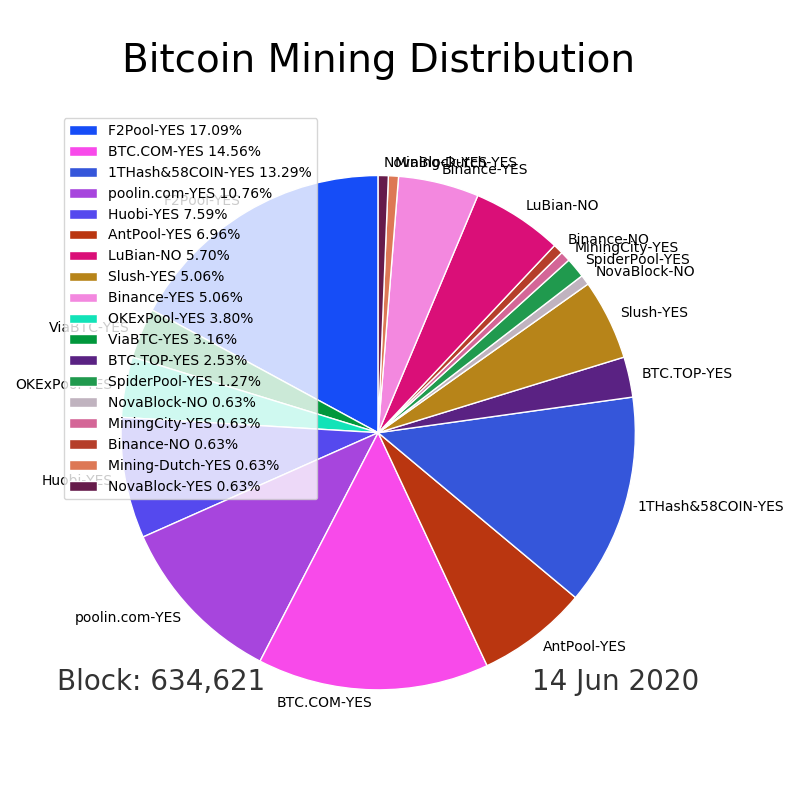 Bitcoin Mining Distribution
F2Pool-YES 17.09%
BTC.COM-YES 14.56%
1THash&58COIN-YES 13.29%
poolin.com-YES 10.76%
Huobi-YES 7.59%
AntPool-YES 6.96%
LuBian-NO 5.70%
Slush-YES 5.06%
Binance-YES 5.06%
OKExPool-YES 3.80%
ViaBTC-YES 3.16%
BTC.TOP-YES 2.53%
SpiderPool-YES 1.27%
NovaBlock-NO 0.63%
MiningCity-YES 0.63%
Binance-NO 0.63%
Mining-Dutch-YES 0.63%
NovaBlock-YES 0.63%
NovaBlock-YES
Mining-Dutch-YES
Binance-YES
LuBian-NO
Binance-NO
MiningCity-YES
SpiderPool-YES
NovaBlock-NO
Slush-YES
BTC.TOP-YES
1THash&58COIN-YES
AntPool-YES
BTC.COM-YES
poolin.com-YES
Huobi-YES
OKExPool-YES
ViaBTC-YES
F2Pool-YES
Block: 634,621
14 Jun 2020